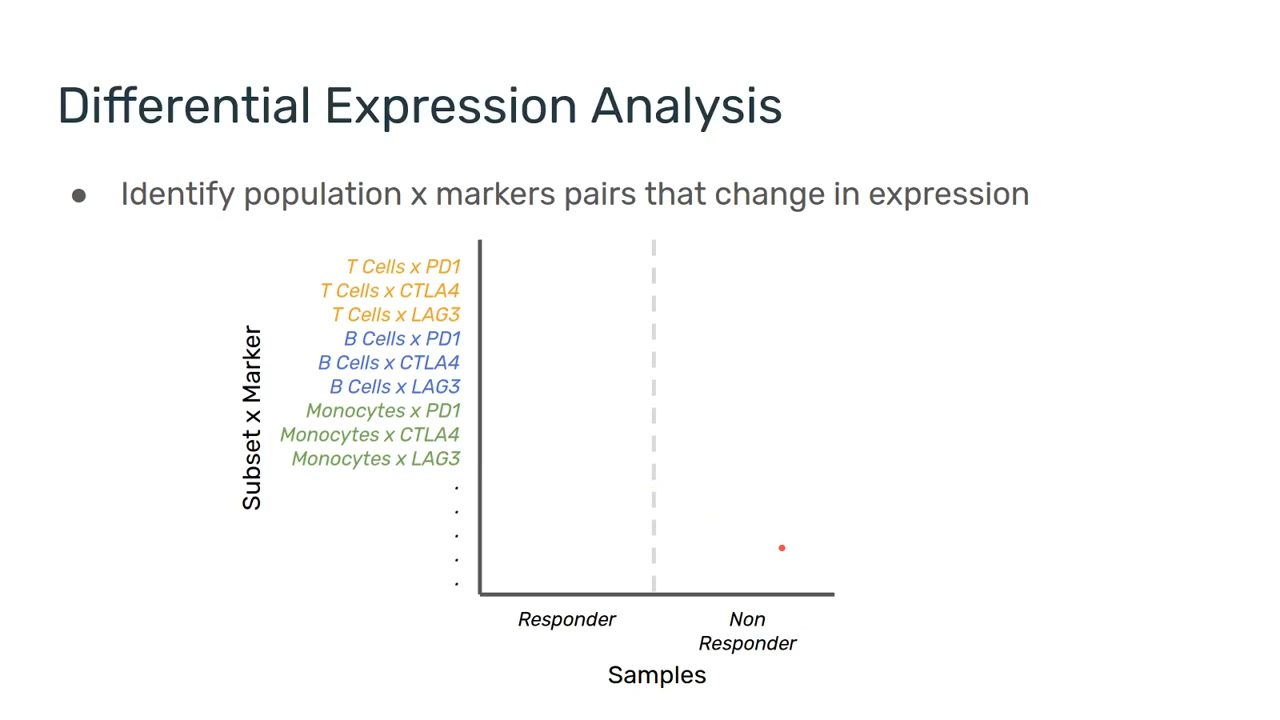 Differential Expression Analysis
● Identify population x markers pairs that change in expression
Subset x Marker
T Cells x PD1
T Cells x CTLA4
T Cells x LAG3
B Cells x PD1
B Cells x CTLA4
B Cells x LAG3
Monocytes x PD1
Monocytes x CTLA4
Monocytes x LAG3
.
.
.
.
.
Responder
Non
Responder
Samples